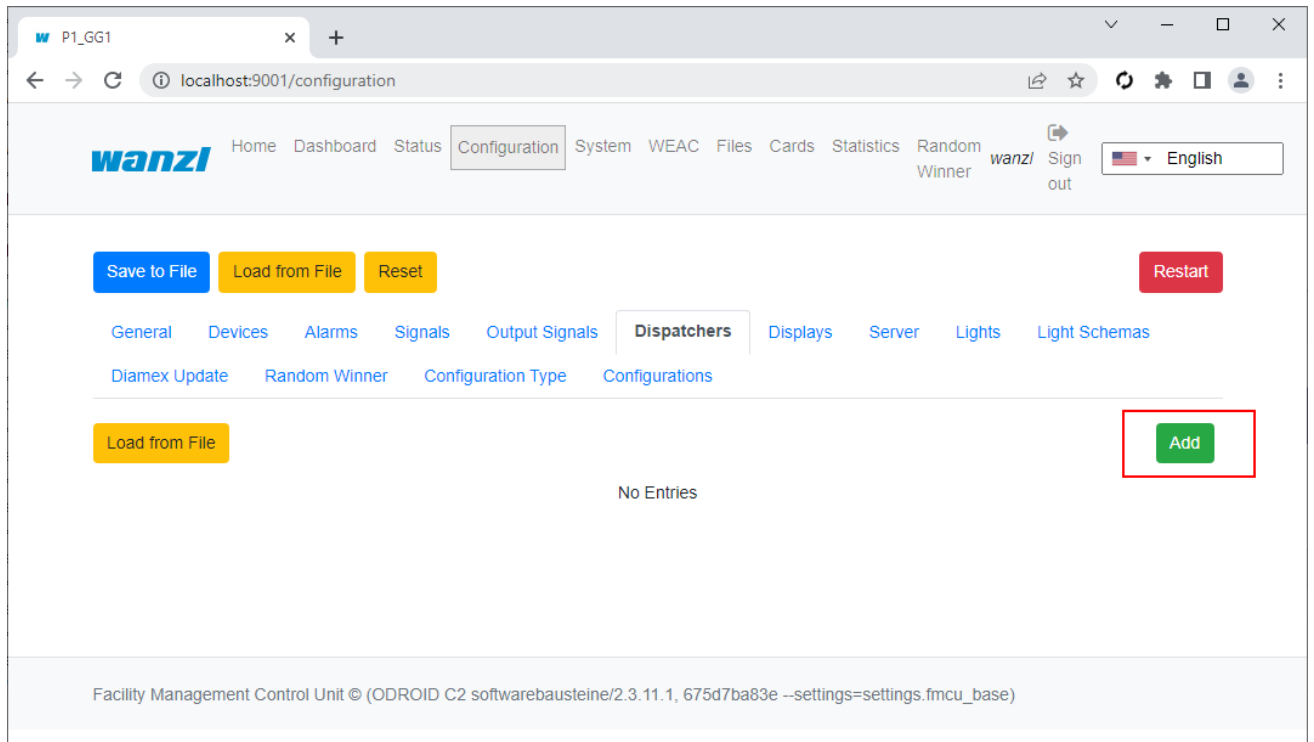 w P1_GG1
localhost:9001/configuration
wanzl Home Dashboard Status Configuration System WEAC Files Cards Statistics Random Winner wanzl Sign out English
Save to File Load from File Reset Restart
General Devices Alarms Signals Output Signals Dispatchers Displays Server Lights Light Schemas
Diamex Update Random Winner Configuration Type Configurations
Load from File Add
No Entries
Facility Management Control Unit © (ODROID C2 softwarebausteine/2.3.11.1, 675d7ba83e --settings=settings.fmcu_base)